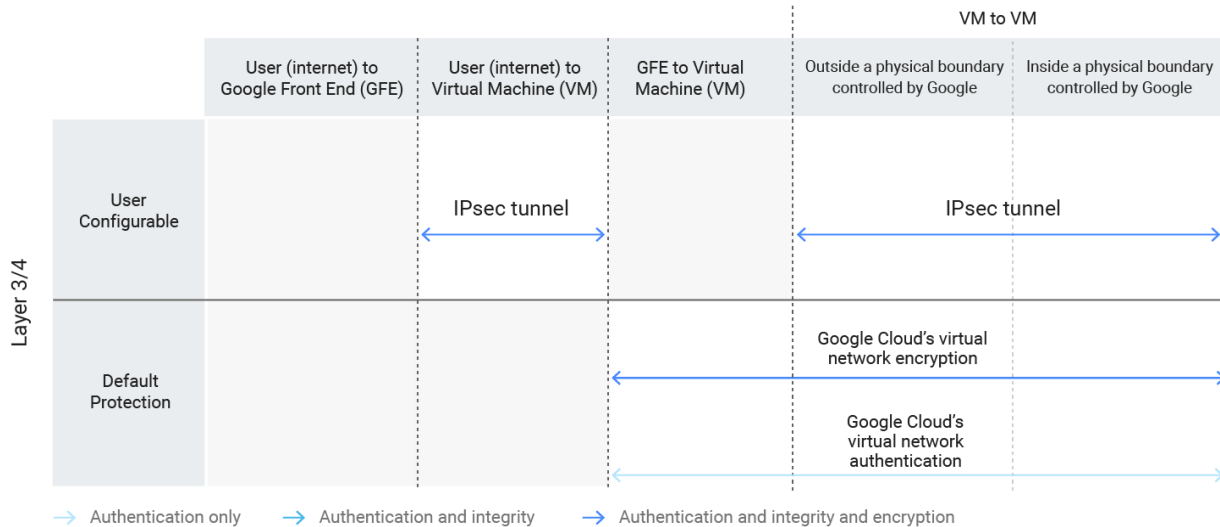 VM to VM
User (internet) to
Google Front End (GFE)
User (internet) to
Virtual Machine (VM)
GFE to Virtual
Machine (VM)
Outside a physical boundary
controlled by Google
Inside a physical boundary
controlled by Google
Layer 3/4
User
Configurable
IPsec tunnel
IPsec tunnel
Default
Protection
Google Cloud’s virtual
network encryption
Google Cloud’s
virtual network
authentication
Authentication only
Authentication and integrity
Authentication and integrity and encryption